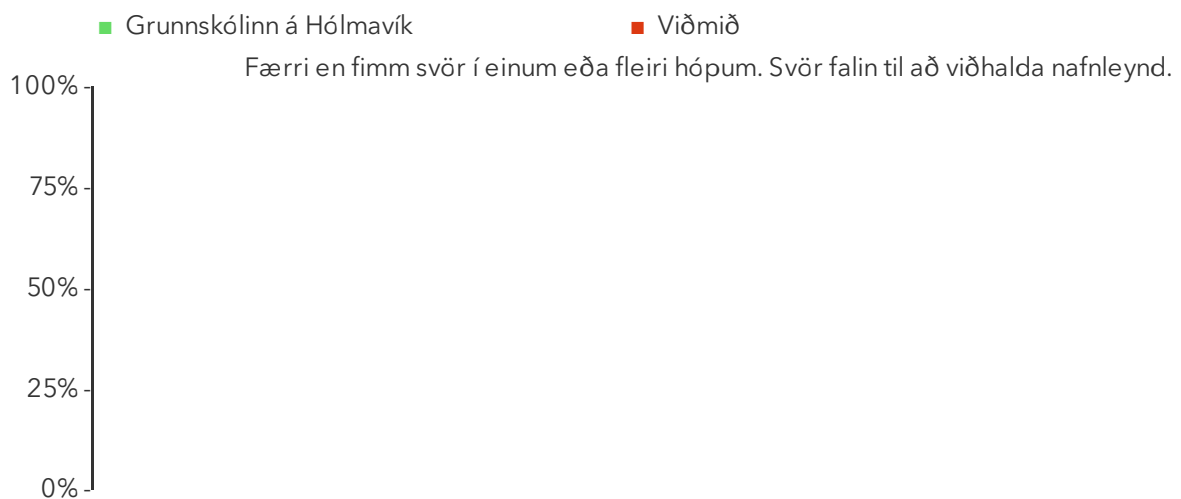 Grunnskólinn á Hólmavík Viðmið
Færri en fimm svör í einum eða fleiri hópum. Svör falin til að viðhalda nafnleynd.
100%
75%
50%
25%
0%